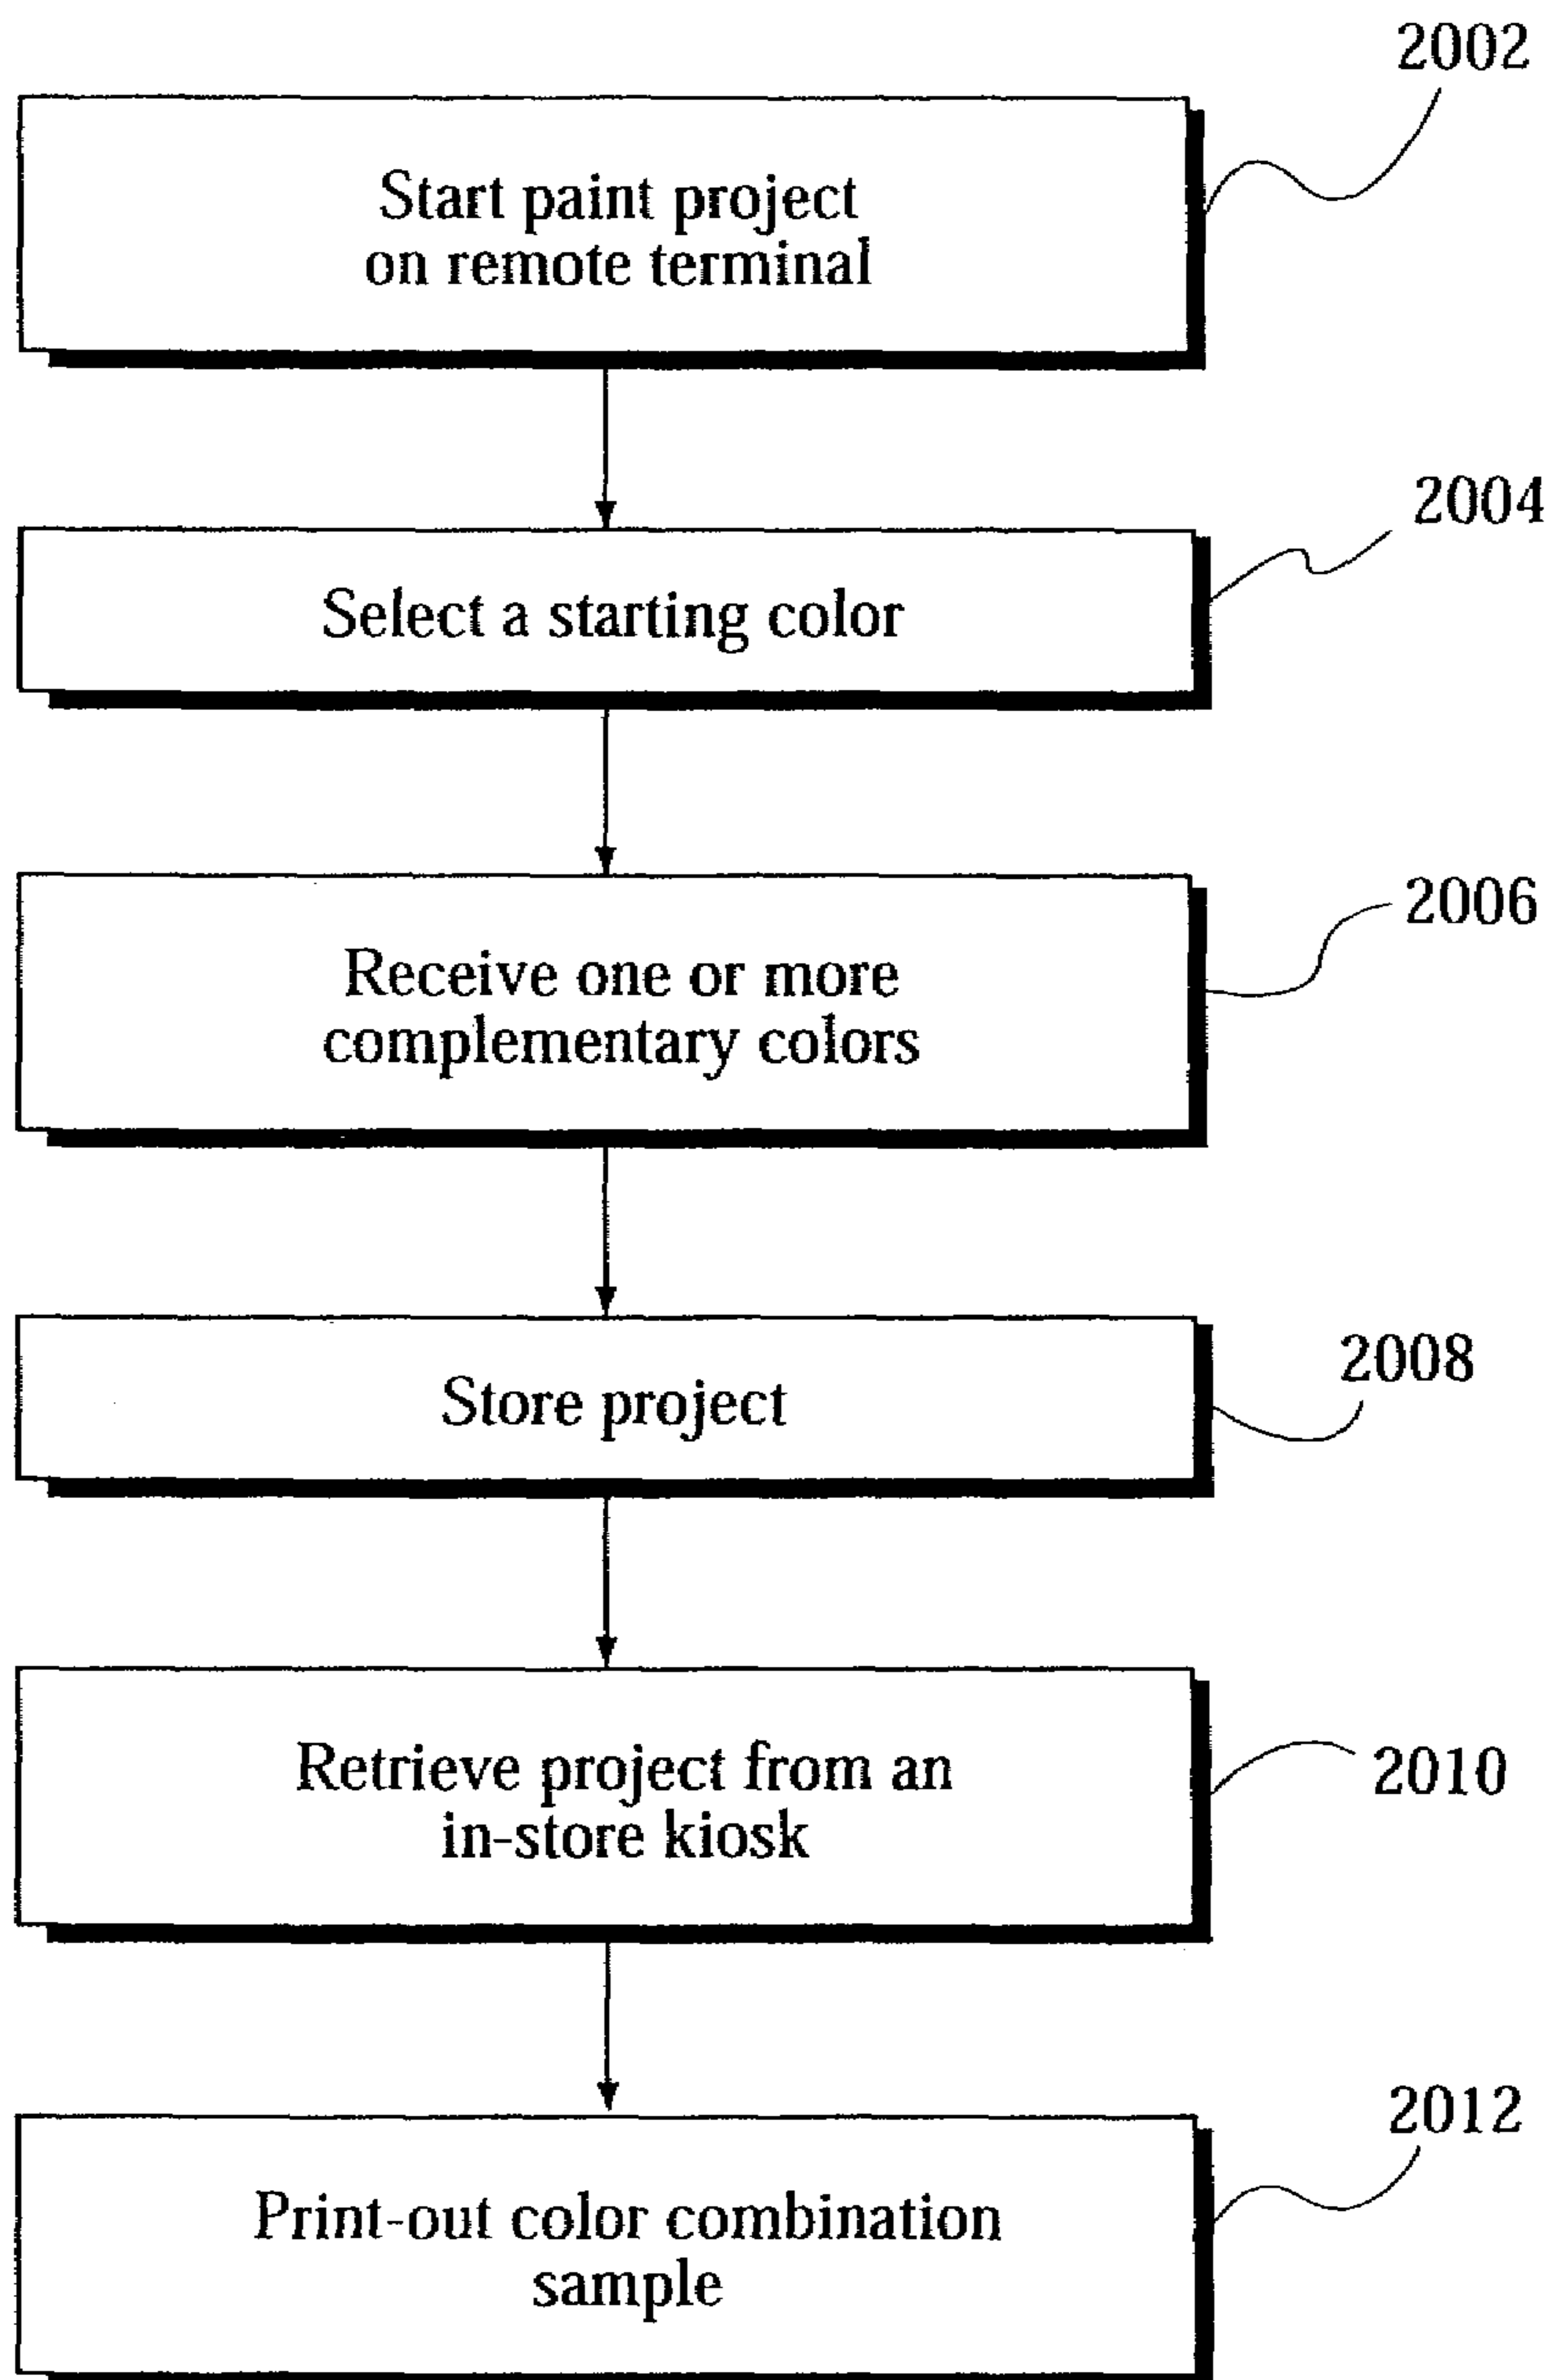 2002
Start paint project
on remote terminal
2004
Select a starting color
2006
Receive one or more
complementary colors
2008
Store project
2010
Retrieve project from an
in-store kiosk
2012
Print-out color combination
sample